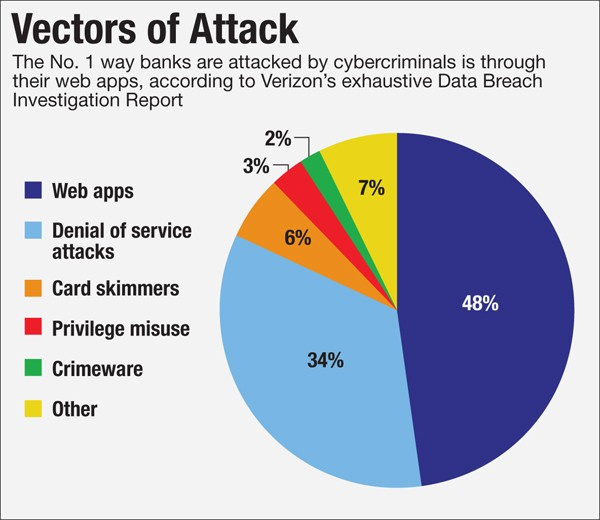 Vectors of Attack
The No. 1 way banks are attacked by cybercriminals is through
their web apps, according to Verizon’s exhaustive Data Breach
Investigation Report
2%
3%
7%
6%
48%
34%
Web apps
Denial of service
attacks
Card skimmers
Privilege misuse
Crimeware
Other